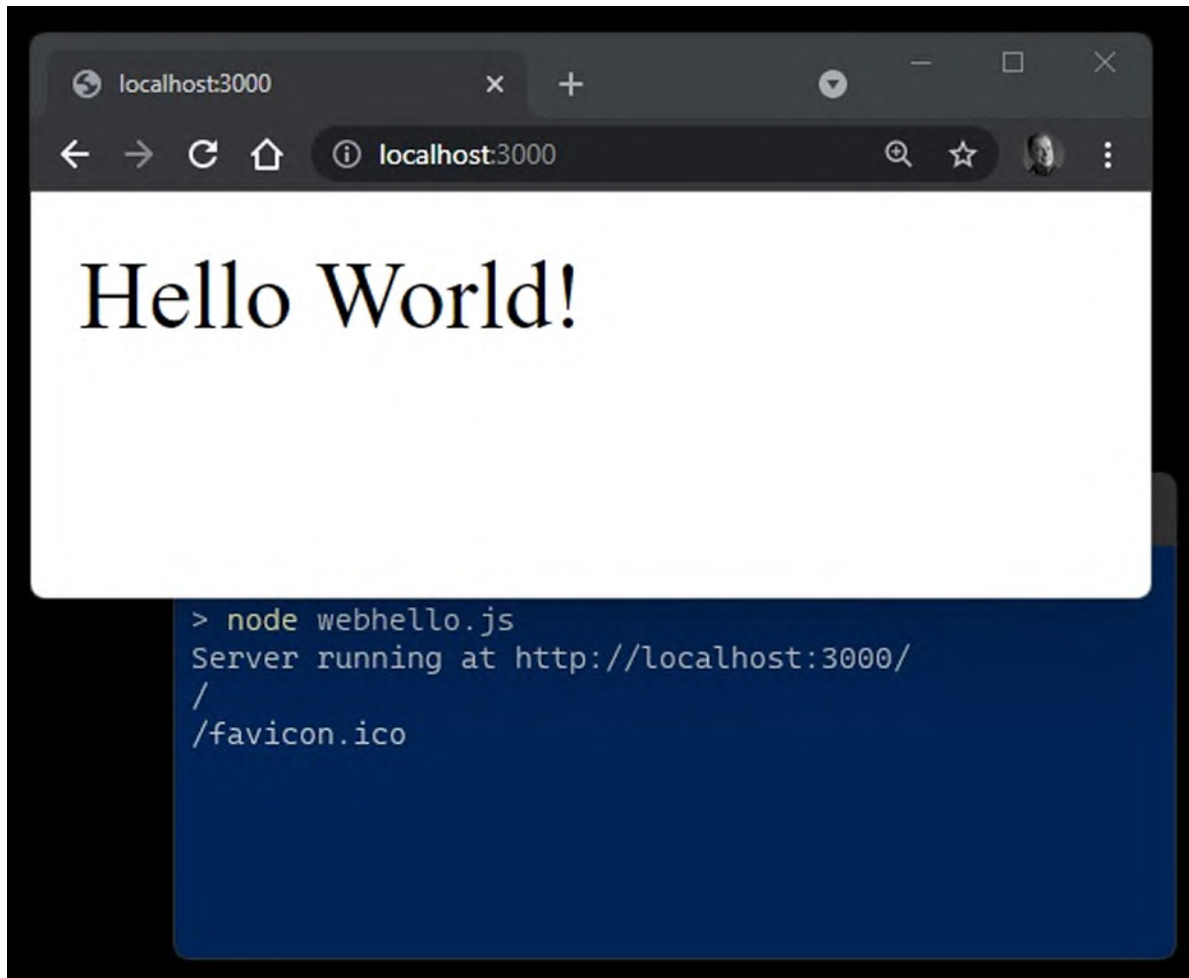 localhost:3000
localhost:3000
Hello World!
> node webhello.js
Server running at http://localhost:3000/
/
/favicon.ico